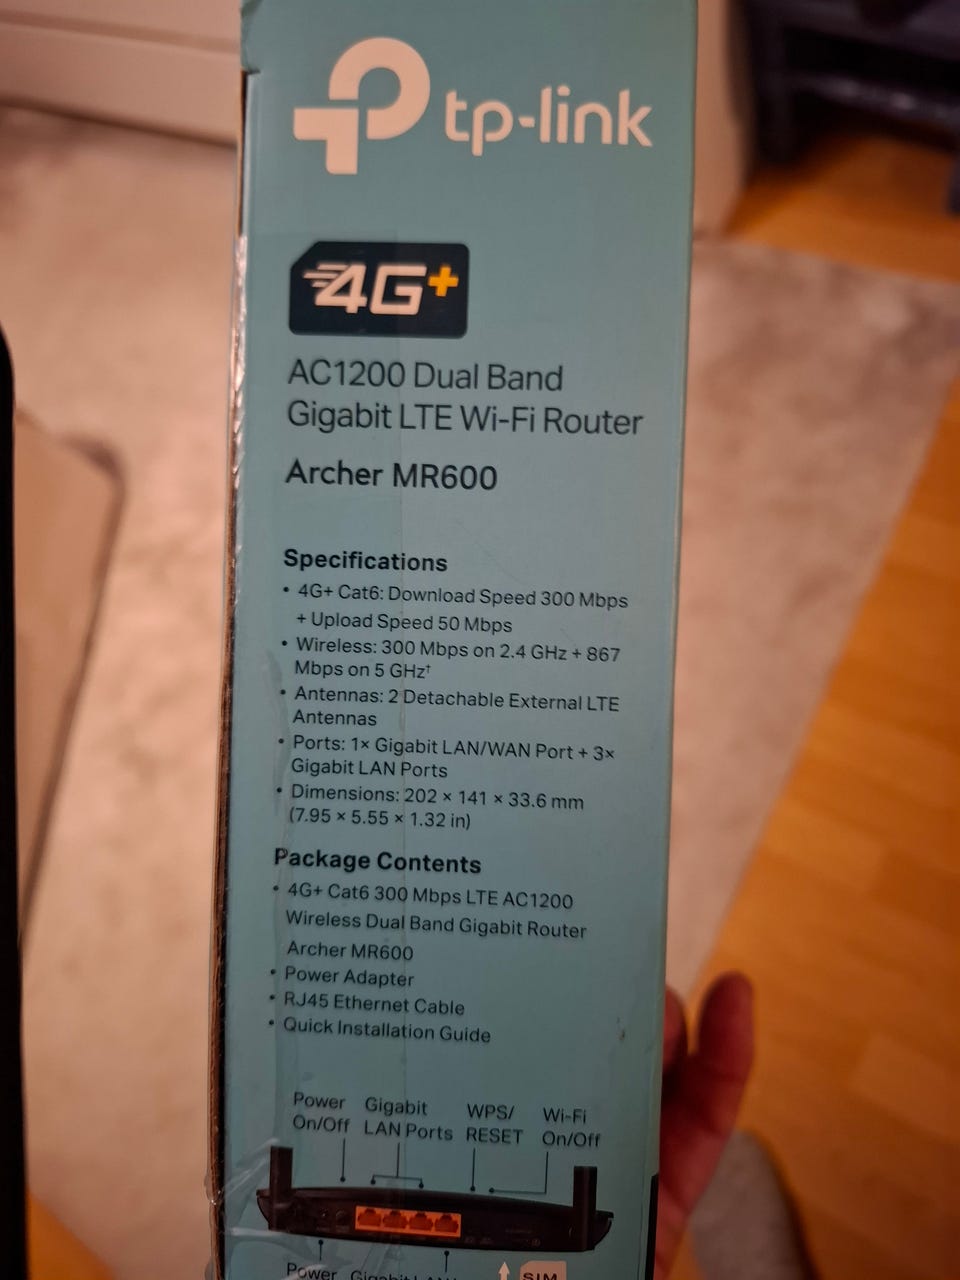 tp-link
4G+
AC1200 Dual Band
Gigabit LTE Wi-Fi Router
Archer MR600
Specifications
• 4G+ Cat6: Download Speed 300 Mbps
+ Upload Speed 50 Mbps
• Wireless: 300 Mbps on 2.4 GHz + 867
Mbps on 5 GHz†
• Antennas: 2 Detachable External LTE
Antennas
• Ports: 1× Gigabit LAN/WAN Port + 3×
Gigabit LAN Ports
• Dimensions: 202 × 141 × 33.6 mm
(7.95 × 5.55 × 1.32 in)
Package Contents
• 4G+ Cat6 300 Mbps LTE AC1200
Wireless Dual Band Gigabit Router
Archer MR600
• Power Adapter
• RJ45 Ethernet Cable
• Quick Installation Guide
Power On/Off
Gigabit LAN Ports
WPS/ RESET
Wi-Fi On/Off
Power
Gigabit
SIM